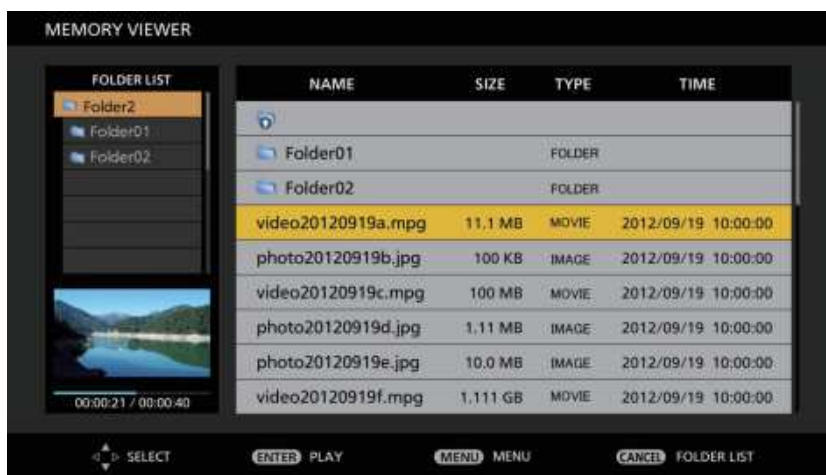 MEMORY VIEWER
FOLDER LIST
Folder2
Folder01
Folder02
00:00:21 / 00:00:40
NAME SIZE TYPE TIME
Folder01 FOLDER
Folder02 FOLDER
video20120919a.mpg 11.1 MB MOVIE 2012/09/19 10:00:00
photo20120919b.jpg 100 KB IMAGE 2012/09/19 10:00:00
video20120919c.mpg 100 MB MOVIE 2012/09/19 10:00:00
photo20120919d.jpg 1.11 MB IMAGE 2012/09/19 10:00:00
photo20120919e.jpg 10.0 MB IMAGE 2012/09/19 10:00:00
video20120919f.mpg 1.111 GB MOVIE 2012/09/19 10:00:00
SELECT ENTER PLAY MENU MENU CANCEL FOLDER LIST